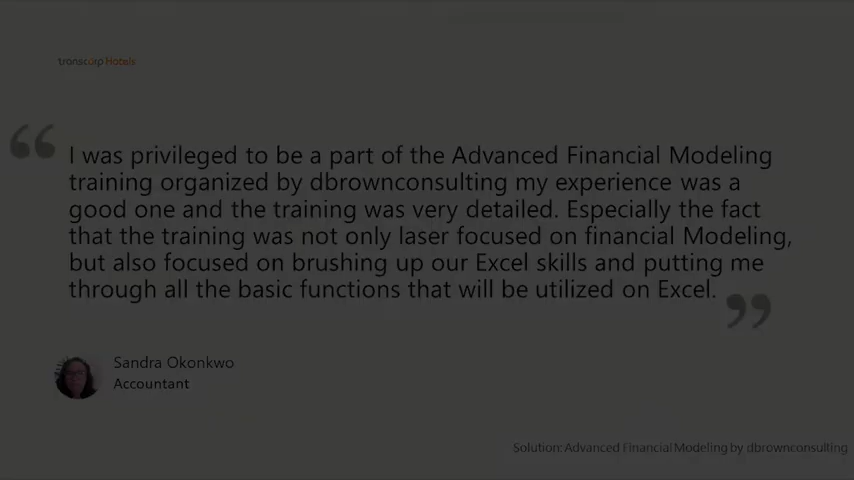 transcorp Hotels
“
I was privileged to be a part of the Advanced Financial Modeling
training organized by dbrownconsulting my experience was a
good one and the training was very detailed. Especially the fact
that the training was not only laser focused on financial Modeling,
but also focused on brushing up our Excel skills and putting me
through all the basic functions that will be utilized on Excel.
”
Sandra Okonkwo
Accountant
Solution: Advanced Financial Modeling by dbrownconsulting